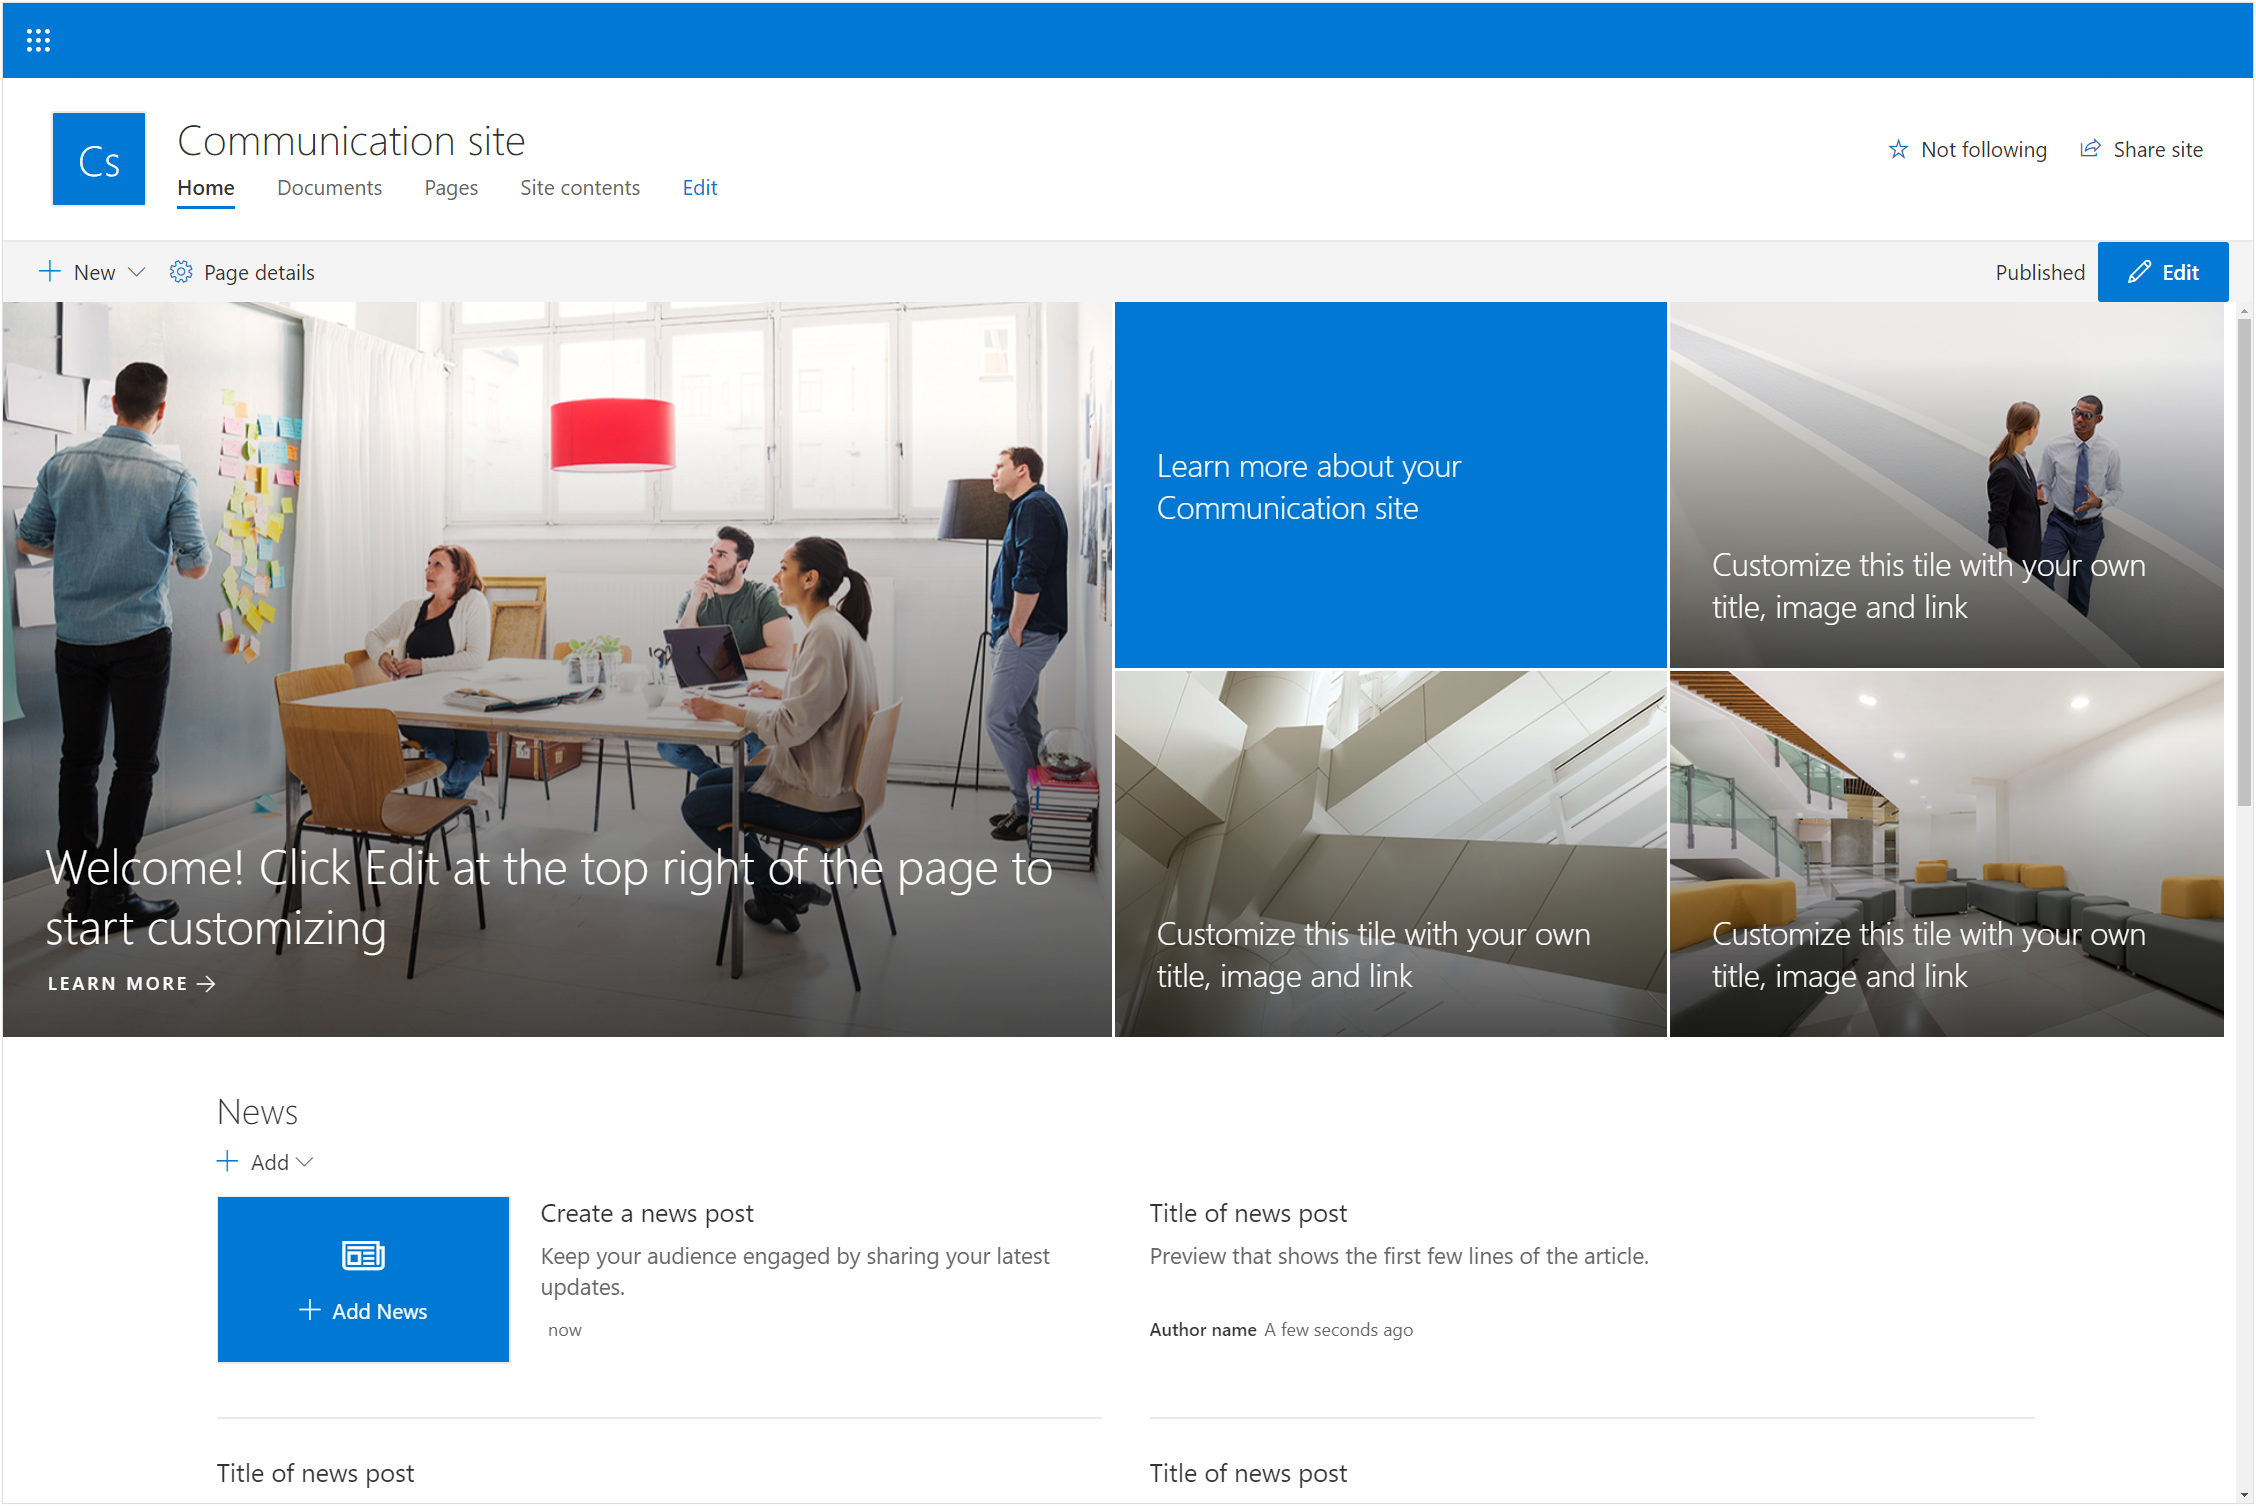 Cs
Communication site
Home Documents Pages Site contents Edit
Not following Share site
New Page details
Published Edit
Welcome! Click Edit at the top right of the page to
start customizing
LEARN MORE
Learn more about your
Communication site
Customize this tile with your own
title, image and link
Customize this tile with your own
title, image and link
Customize this tile with your own
title, image and link
News
Add
Add News
Create a news post
Keep your audience engaged by sharing your latest
updates.
now
Title of news post
Preview that shows the first few lines of the article.
Author name A few seconds ago
Title of news post
Title of news post